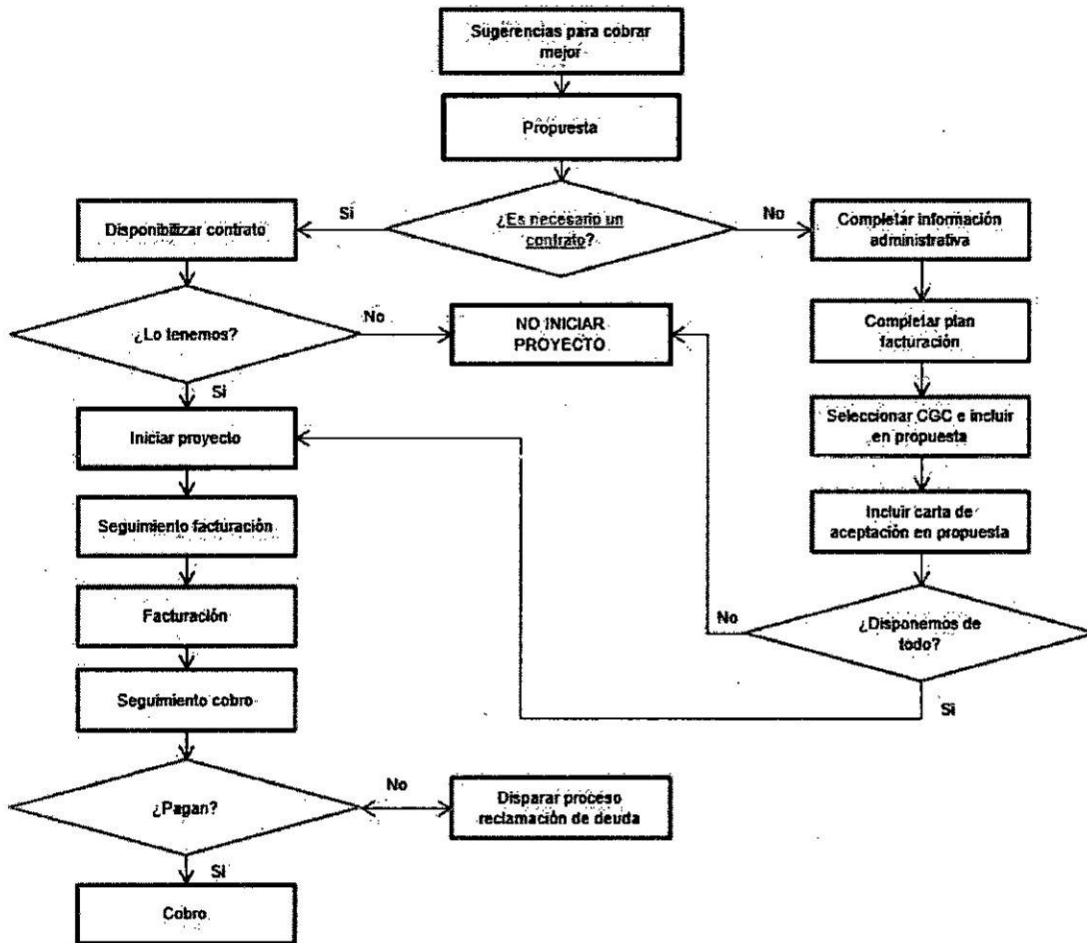 Sugerencias para cobrar
mejor
Propuesta
¿Es necesario un
contrato?
Sí
No
Disponibilizar contrato
Completar información
administrativa
¿Lo tenemos?
No
NO INICIAR
PROYECTO
Completar plan
facturación
Si
Iniciar proyecto
Seleccionar CGC e incluir
en propuesta
Seguimiento facturación
Incluir carta de
aceptación en propuesta
Facturación
No
¿Disponemos de
todo?
Seguimiento cobro
Si
¿Pagan?
No
Disparar proceso
reclamación de deuda
Si
Cobro